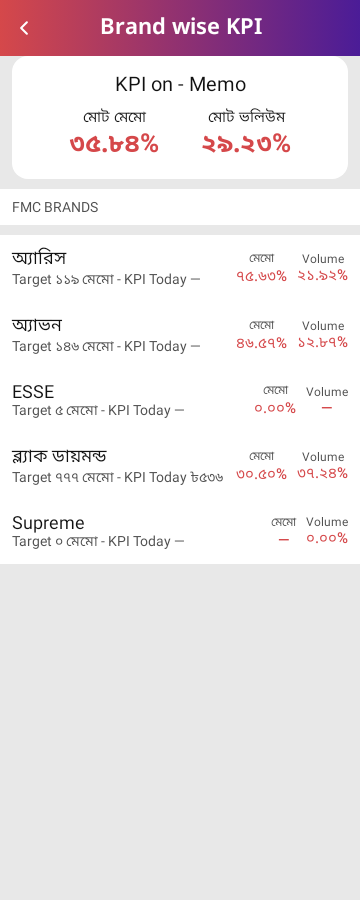 Brand wise KPI
KPI on - Memo
মোট মেমো
মোট ভলিউম
৩৫.৮৪%
২৯.২৩%
FMC BRANDS
অ্যারিস
Target ১১৯ মেমো - KPI Today —
মেমো
৭৫.৬৩%
Volume
২১.৯২%
অ্যাভন
Target ১৪৬ মেমো - KPI Today —
মেমো
৪৬.৫৭%
Volume
১২.৮৭%
ESSE
Target ৫ মেমো - KPI Today —
মেমো
০.০০%
Volume
—
ব্ল্যাক ডায়মন্ড
Target ৭৭৭ মেমো - KPI Today ৳৫৩৬
মেমো
৩০.৫০%
Volume
৩৭.২৪%
Supreme
Target ০ মেমো - KPI Today —
মেমো
—
Volume
০.০০%